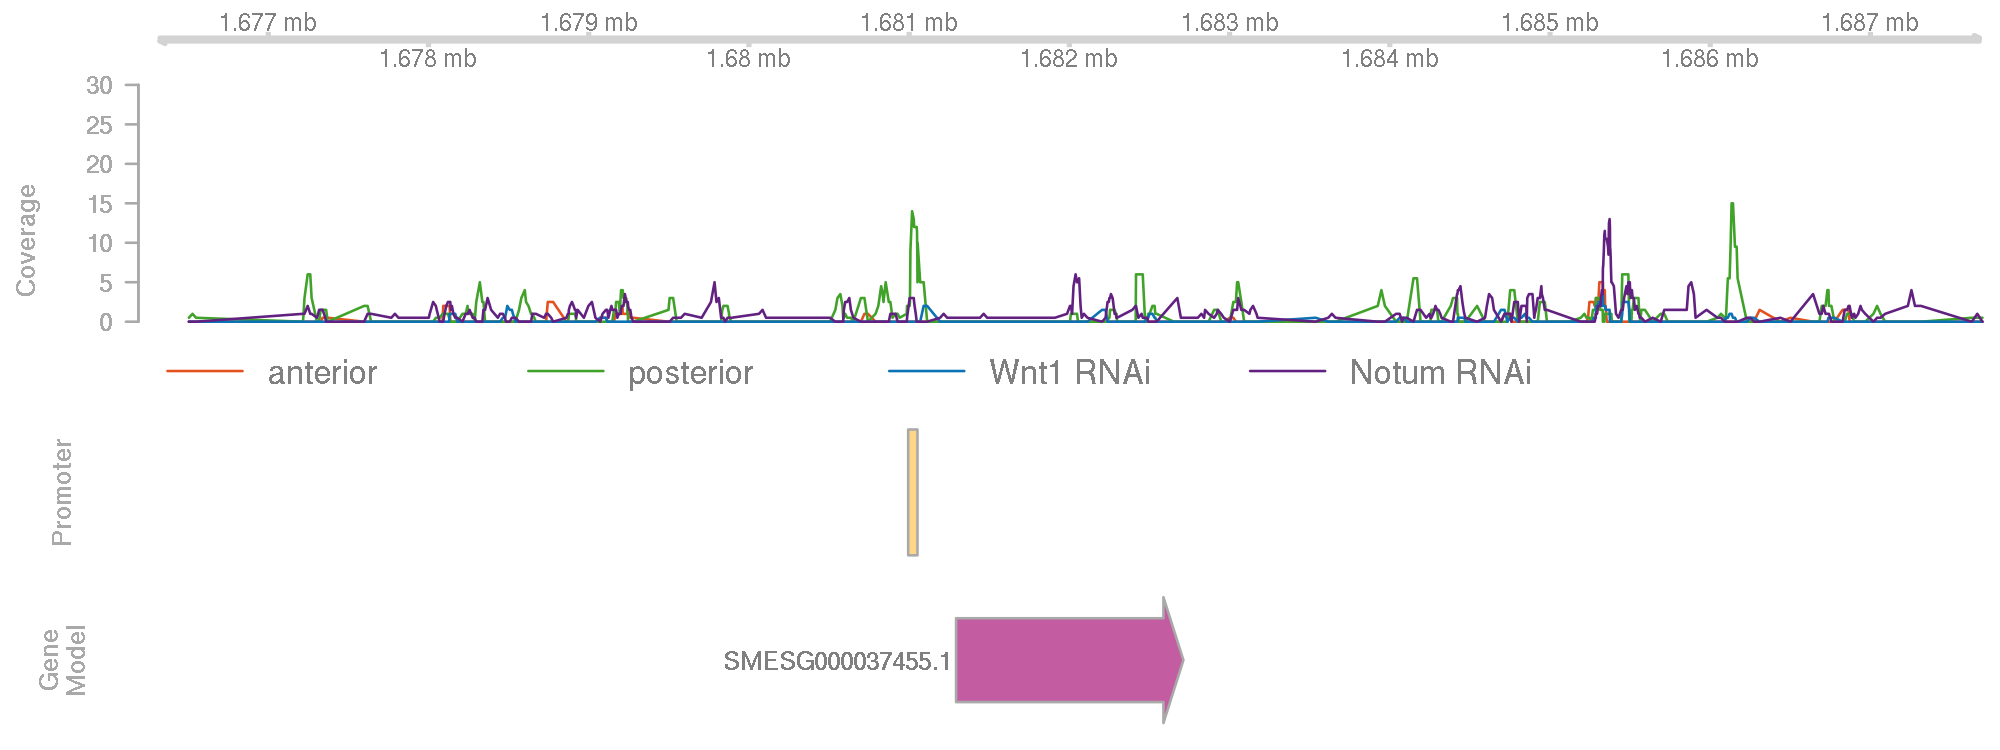 1.677 mb 1.679 mb 1.681 mb 1.683 mb 1.685 mb 1.687 mb
1.678 mb 1.68 mb 1.682 mb 1.684 mb 1.686 mb
30
25
20
15
10
5
0
Coverage
anterior posterior Wnt1 RNAi Notum RNAi
Promoter
Gene
Model
SMESG000037455.1